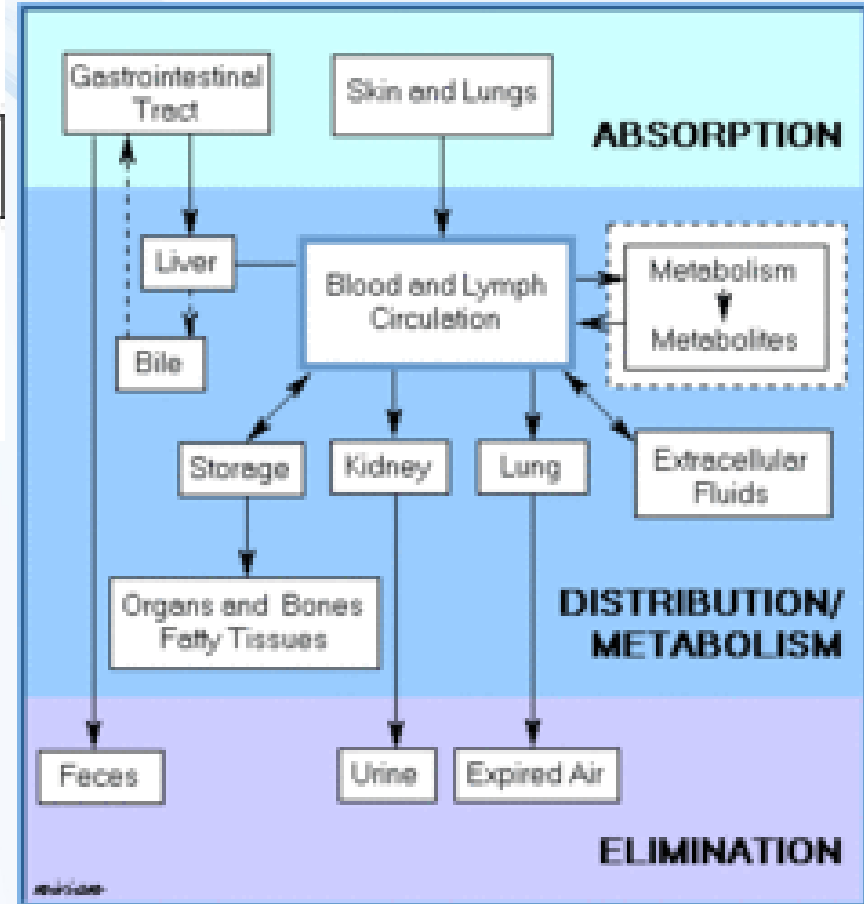 Gastrointestinal
Tract
Skin and Lungs
ABSORPTION
Liver
Blood and Lymph
Circulation
Metabolism
Metabolites
Bile
Storage
Kidney
Lung
Extracellular
Fluids
Organs and Bones
Fatty Tissues
DISTRIBUTION/
METABOLISM
Feces
Urine
Expired Air
ELIMINATION